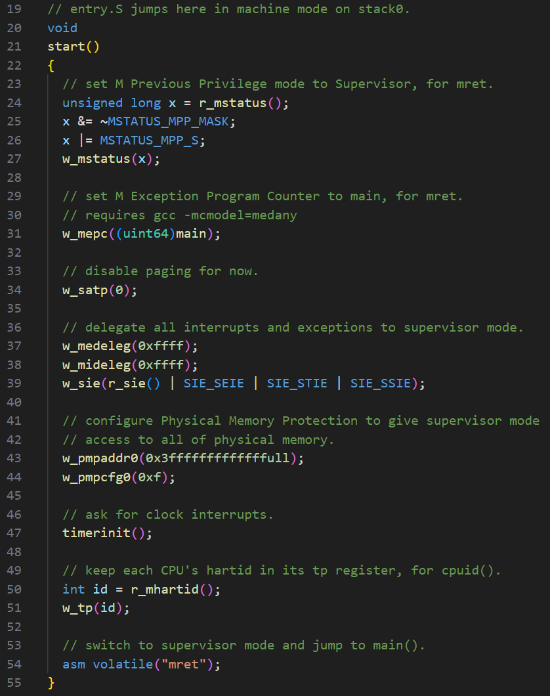 19 // entry.S jumps here in machine mode on stack0.
20 void
21 start()
22 {
23 // set M Previous Privilege mode to Supervisor, for mret.
24 unsigned long x = r_mstatus();
25 x &= ~MSTATUS_MPP_MASK;
26 x |= MSTATUS_MPP_S;
27 w_mstatus(x);
28
29 // set M Exception Program Counter to main, for mret.
30 // requires gcc -mcmodel=medany
31 w_mepc((uint64)main);
32
33 // disable paging for now.
34 w_satp(0);
35
36 // delegate all interrupts and exceptions to supervisor mode.
37 w_medeleg(0xffff);
38 w_mideleg(0xffff);
39 w_sie(r_sie() | SIE_SEIE | SIE_STIE | SIE_SSIE);
40
41 // configure Physical Memory Protection to give supervisor mode
42 // access to all of physical memory.
43 w_pmpaddr0(0x3fffffffffffffull);
44 w_pmpcfg0(0xf);
45
46 // ask for clock interrupts.
47 timerinit();
48
49 // keep each CPU's hartid in its tp register, for cpuid().
50 int id = r_mhartid();
51 w_tp(id);
52
53 // switch to supervisor mode and jump to main().
54 asm volatile("mret");
55 }